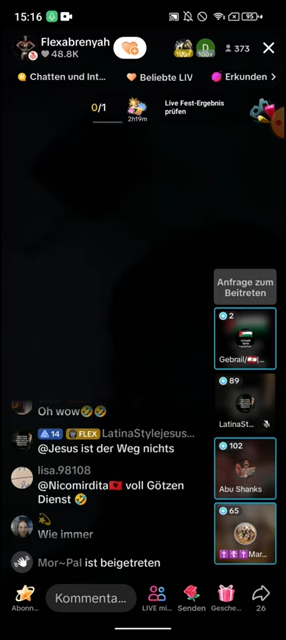 15:16
95
Flexabrenyah
48.8K
100+
D
100+
373
Chatten und Int...
Beliebte LIV
Erkunden >
0/1
2h19m
Live Fest-Ergebnis
prüfen
Anfrage zum
Beitreten
2
Gebrail/🇱🇧|...
89
LatinaSt...
102
Abu Shanks
65
✝️✝️✝️Mar...
Oh wow🤣🤣
14 FLEX LatinaStylejesus...
@Jesus ist der Weg nichts
lisa.98108
@Nicomirdita🇦🇱 voll Götzen
Dienst 🤣
Wie immer
Mor~Pal ist beigetreten
Abonn...
Kommenta...
LIVE mi...
Senden
Gesche...
26